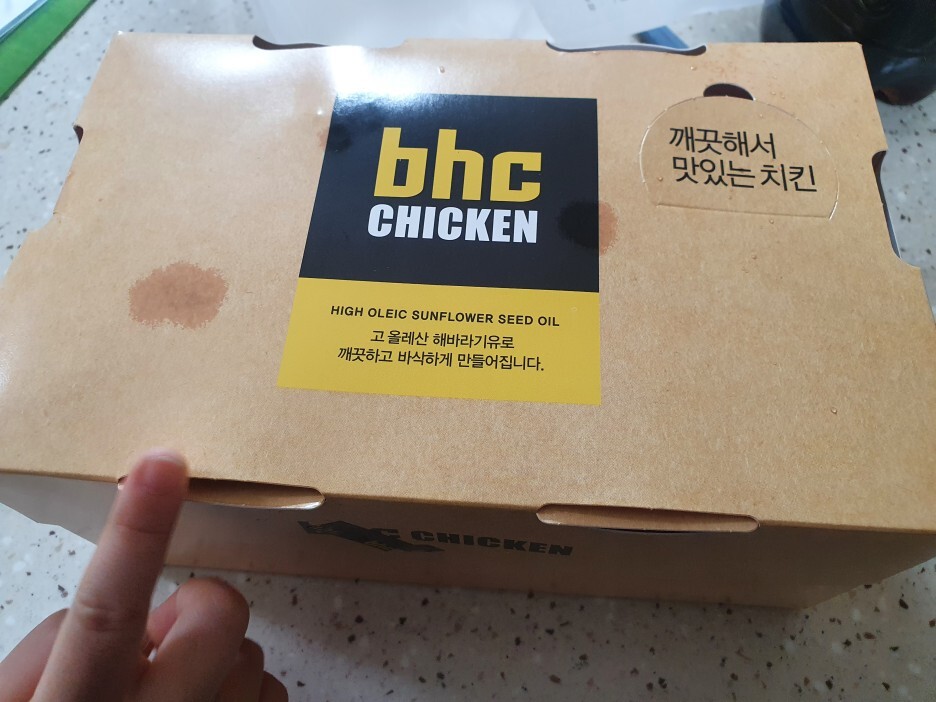 bhc
CHICKEN
HIGH OLEIC SUNFLOWER SEED OIL
고 올레산 해바라기유로
깨끗하고 바삭하게 만들어집니다.
깨끗해서
맛있는 치킨
CHICKEN